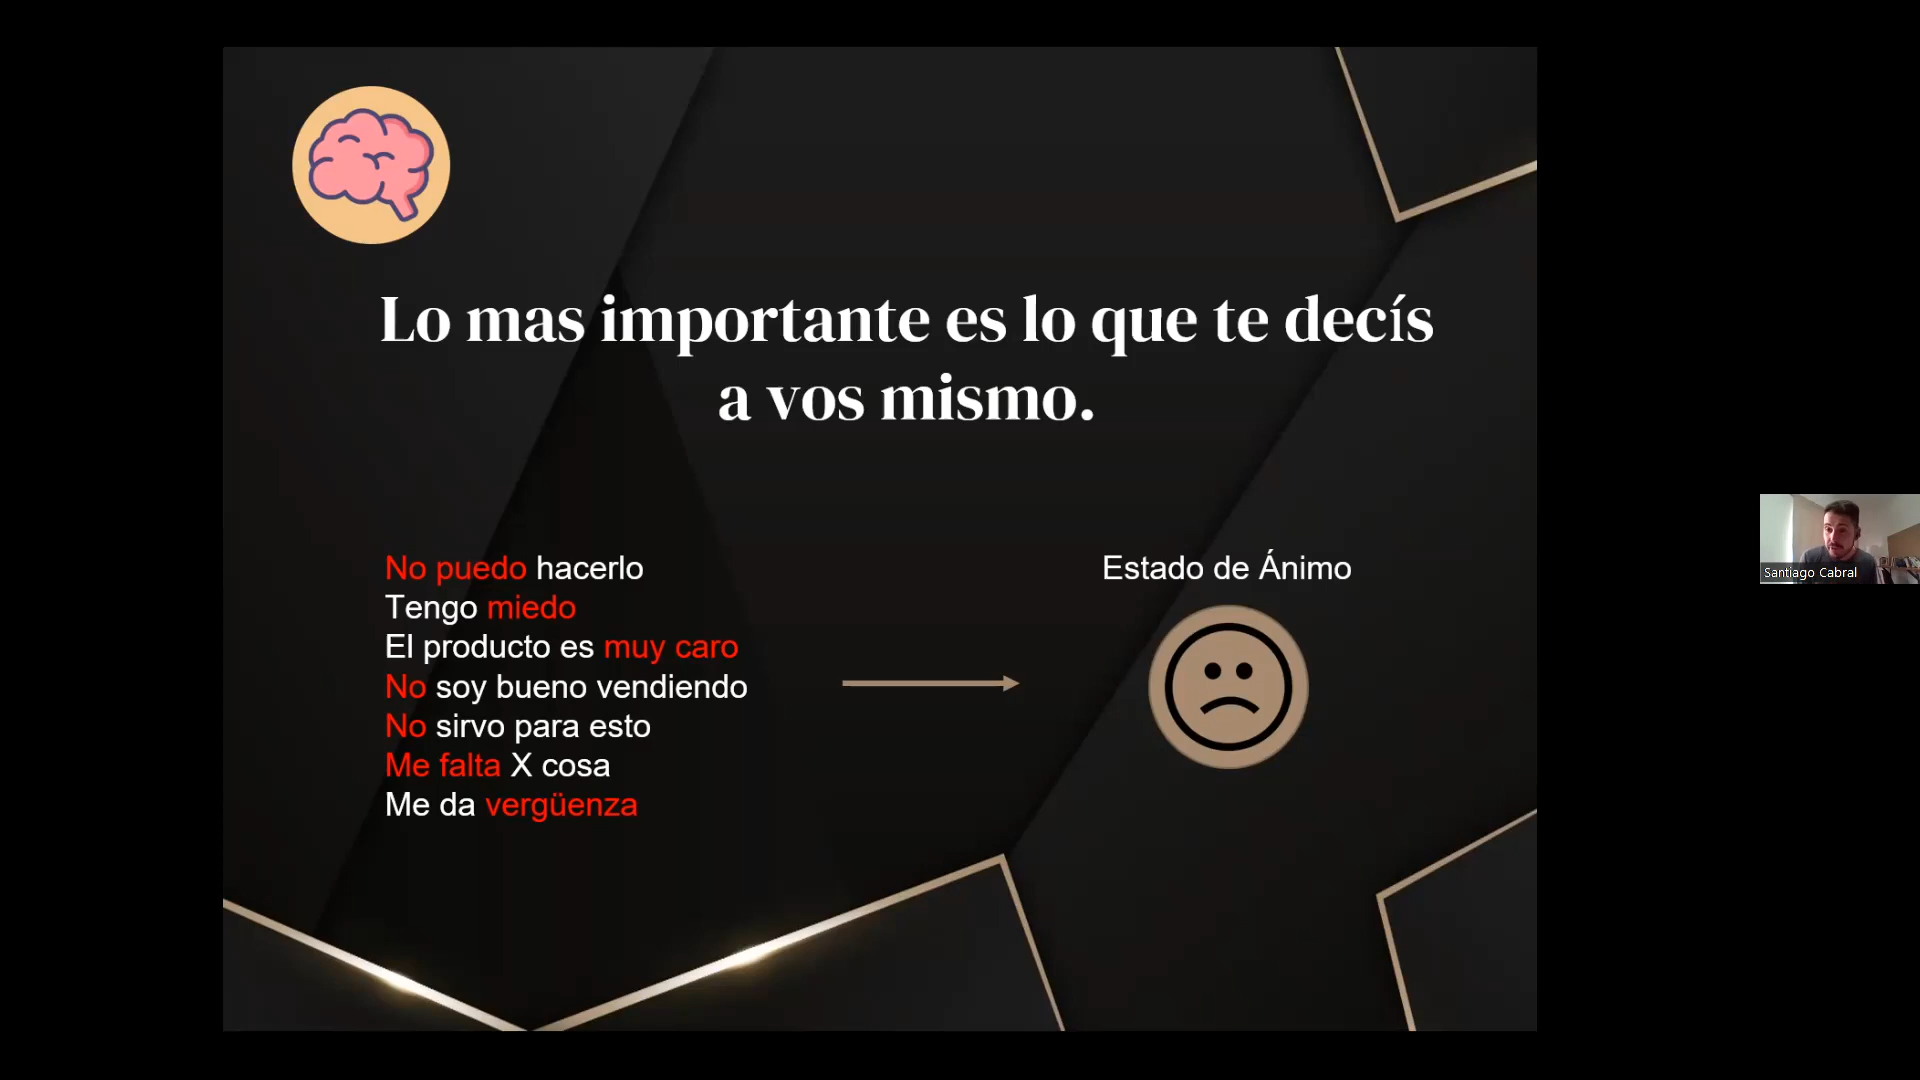 Lo mas importante es lo que te decís
a vos mismo.
No puedo hacerlo
Tengo miedo
El producto es muy caro
No soy bueno vendiendo
No sirvo para esto
Me falta X cosa
Me da vergüenza
Estado de Ánimo
Santiago Cabral